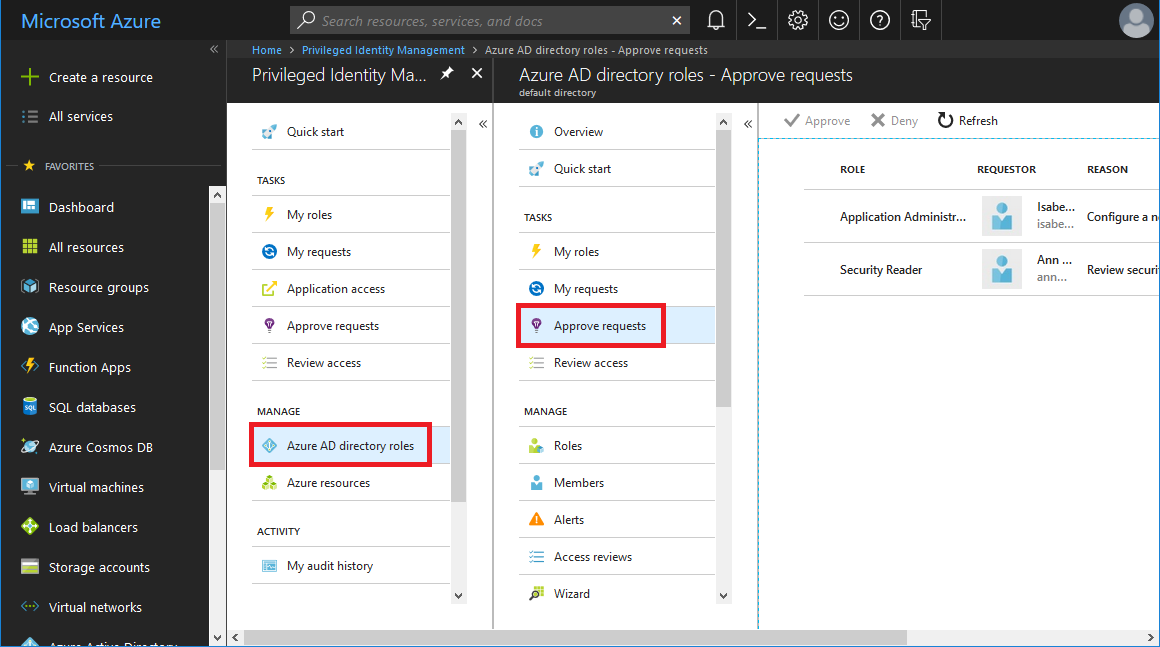 Microsoft Azure
Search resources, services, and docs
Home > Privileged Identity Management > Azure AD directory roles - Approve requests
Create a resource
All services
FAVORITES
Dashboard
All resources
Resource groups
App Services
Function Apps
SQL databases
Azure Cosmos DB
Virtual machines
Load balancers
Storage accounts
Virtual networks
Azure Active Directory
Privileged Identity Ma...
Quick start
TASKS
My roles
My requests
Application access
Approve requests
Review access
MANAGE
Azure AD directory roles
Azure resources
ACTIVITY
My audit history
Azure AD directory roles - Approve requests
default directory
Overview
Quick start
TASKS
My roles
My requests
Approve requests
Review access
MANAGE
Roles
Members
Alerts
Access reviews
Wizard
Approve Deny Refresh
ROLE REQUESTOR REASON
Application Administr... Isabe... Configure a n
isabe...
Security Reader Ann ... Review securi
ann...